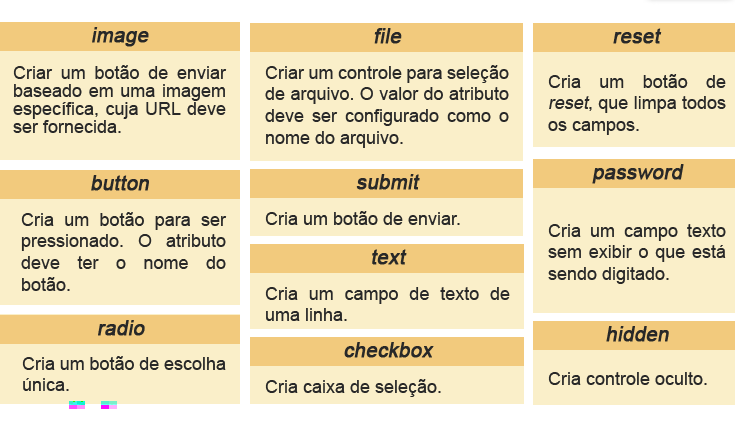 image
Criar um botão de enviar
baseado em uma imagem
específica, cuja URL deve
ser fornecida.
button
Cria um botão para ser
pressionado. O atributo
deve ter o nome do
botão.
radio
Cria um botão de escolha
única.
file
Criar um controle para seleção
de arquivo. O valor do atributo
deve ser configurado como o
nome do arquivo.
submit
Cria um botão de enviar.
text
Cria um campo de texto de
uma linha.
checkbox
Cria caixa de seleção.
reset
Cria um botão de
reset, que limpa todos
os campos.
password
Cria um campo texto
sem exibir o que está
sendo digitado.
hidden
Cria controle oculto.